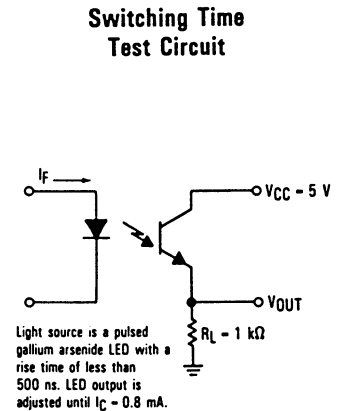 Switching Time
Test Circuit
IF
VCC - 5 V
VOUT
RL - 1 kΩ
Light source is a pulsed
gallium arsenide LED with a
rise time of less than
500 ns. LED output is
adjusted until IC - 0.8 mA.